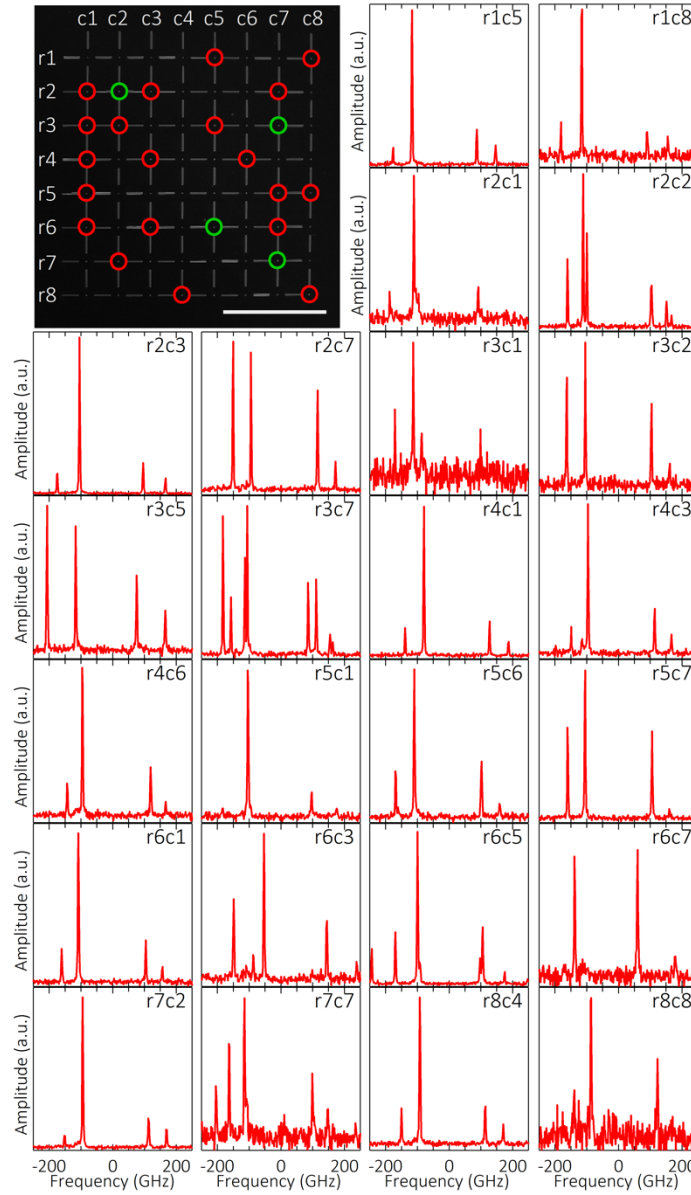 c1 c2 c3 c4 c5 c6 c7 c8
r1
r2
r3
r4
r5
r6
r7
r8
r1c5
r1c8
Amplitude (a.u.)
r2c1
r2c2
Amplitude (a.u.)
r2c3
r2c7
r3c1
r3c2
Amplitude (a.u.)
r3c5
r3c7
r4c1
r4c3
Amplitude (a.u.)
r4c6
r5c1
r5c6
r5c7
Amplitude (a.u.)
r6c1
r6c3
r6c5
r6c7
Amplitude (a.u.)
r7c2
r7c7
r8c4
r8c8
Amplitude (a.u.)
-200 0 200 -200 0 200 -200 0 200 -200 0 200
Frequency (GHz) Frequency (GHz) Frequency (GHz) Frequency (GHz)